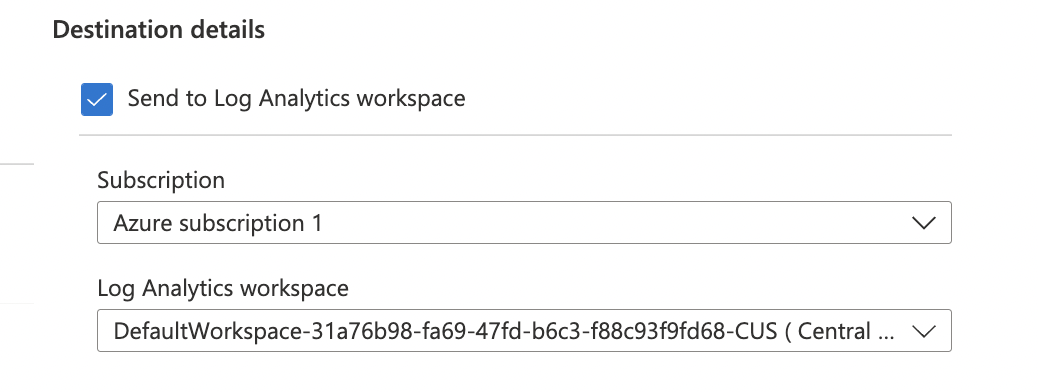 Destination details
Send to Log Analytics workspace
Subscription
Azure subscription 1
Log Analytics workspace
DefaultWorkspace-31a76b98-fa69-47fd-b6c3-f88c93f9fd68-CUS ( Central ...